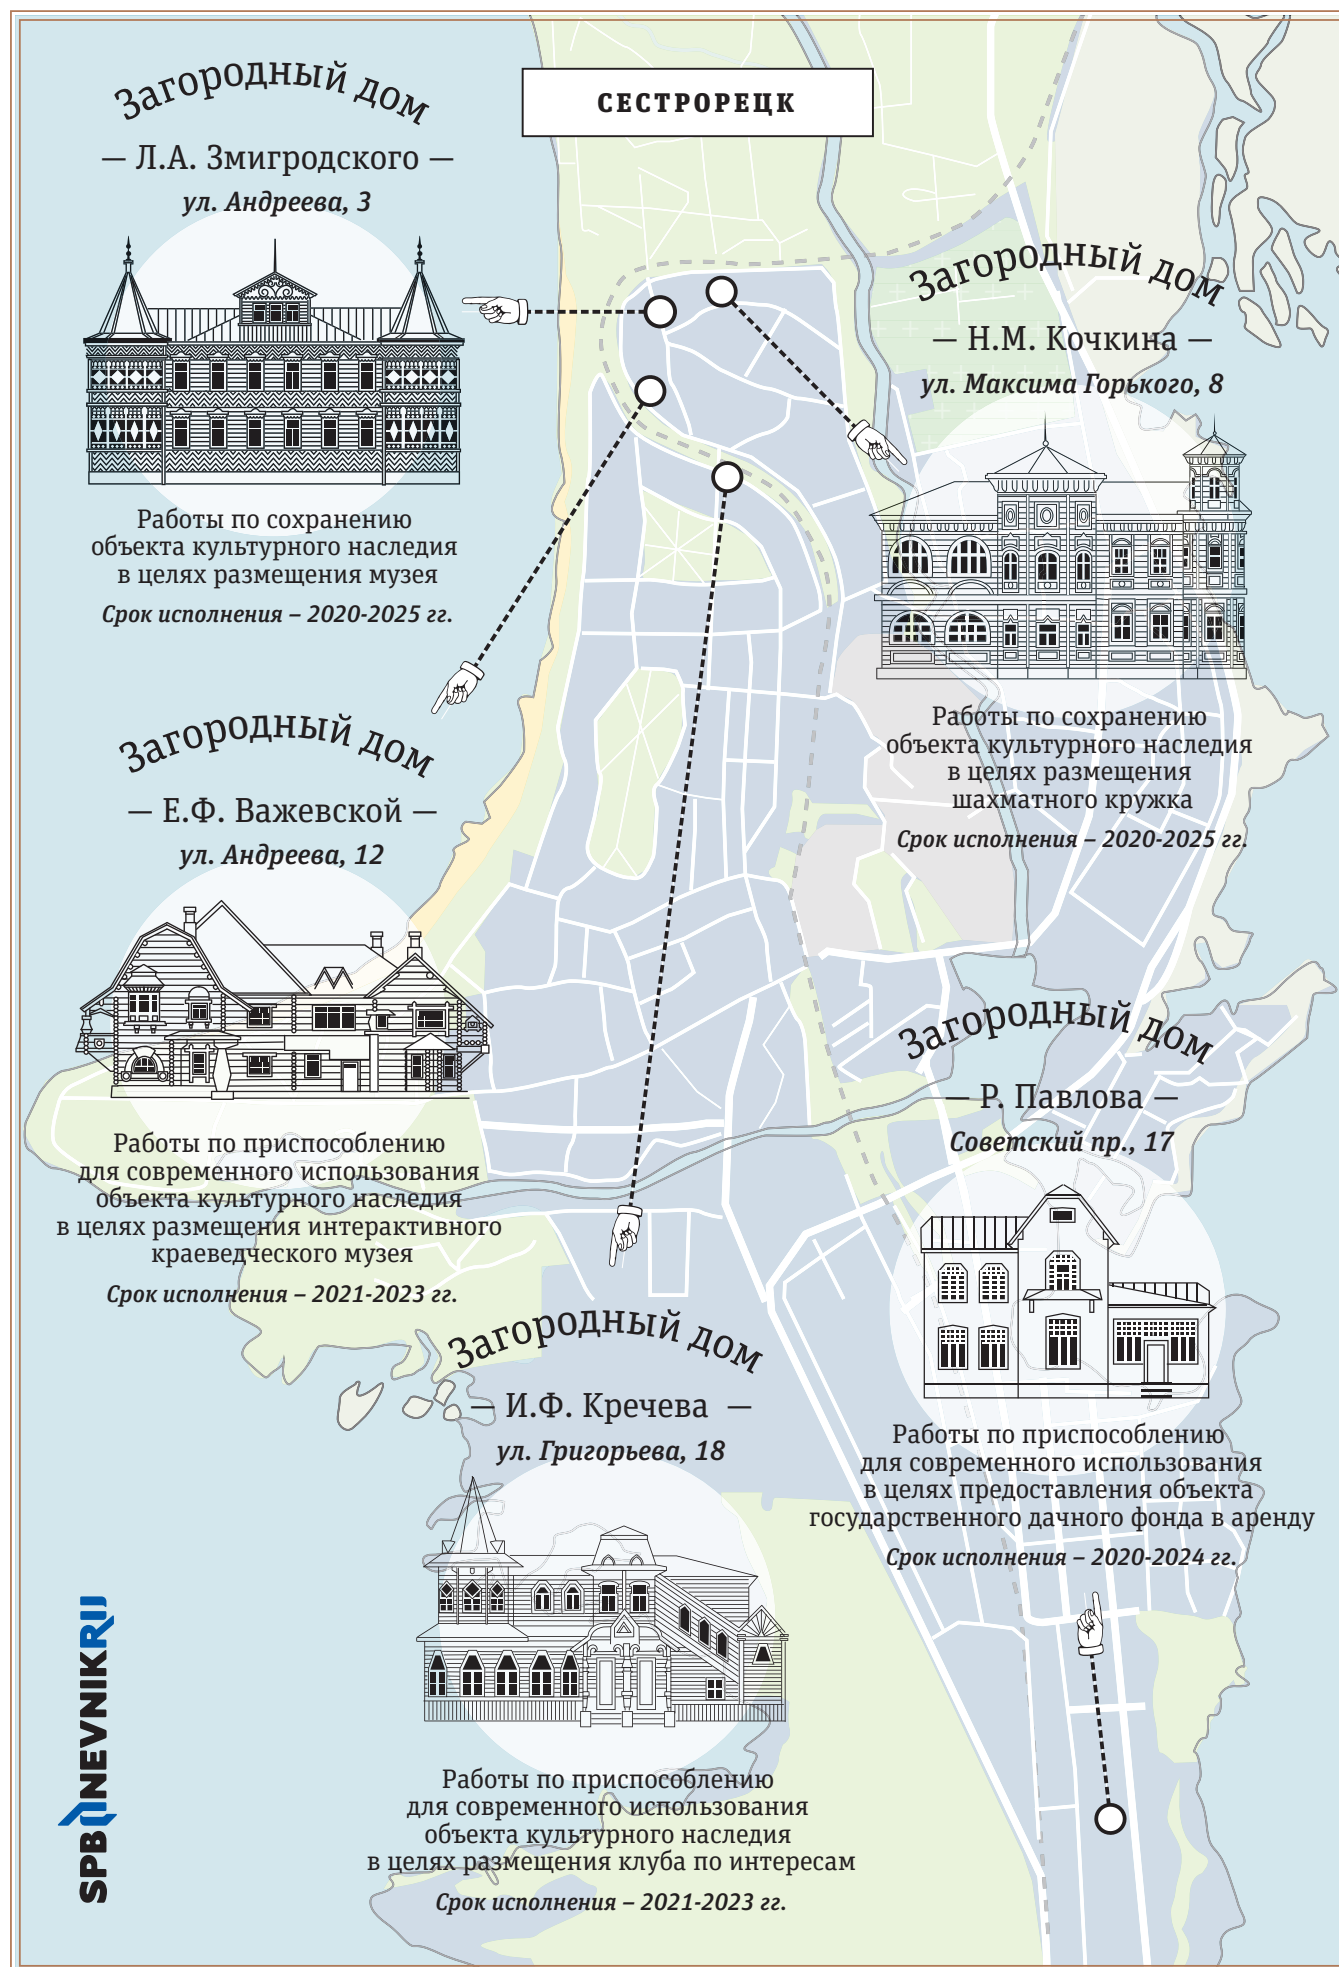 СЕСТРОРЕЦК
Загородный дом
— Л.А. Змигродского —
ул. Андреева, 3
Работы по сохранению
объекта культурного наследия
в целях размещения музея
Срок исполнения – 2020-2025 гг.
Загородный дом
— Н.М. Кочкина —
ул. Максима Горького, 8
Работы по сохранению
объекта культурного наследия
в целях размещения
шахматного кружка
Срок исполнения – 2020-2025 гг.
Загородный дом
— Е.Ф. Важевской —
ул. Андреева, 12
Работы по приспособлению
для современного использования
объекта культурного наследия
в целях размещения интерактивного
краеведческого музея
Срок исполнения – 2021-2023 гг.
Загородный дом
— Р. Павлова —
Советский пр., 17
Работы по приспособлению
для современного использования
в целях предоставления объекта
государственного дачного фонда в аренду
Срок исполнения – 2020-2024 гг.
Загородный дом
— И.Ф. Кречева —
ул. Григорьева, 18
Работы по приспособлению
для современного использования
объекта культурного наследия
в целях размещения клуба по интересам
Срок исполнения – 2021-2023 гг.
SPBDNEVNIKRU